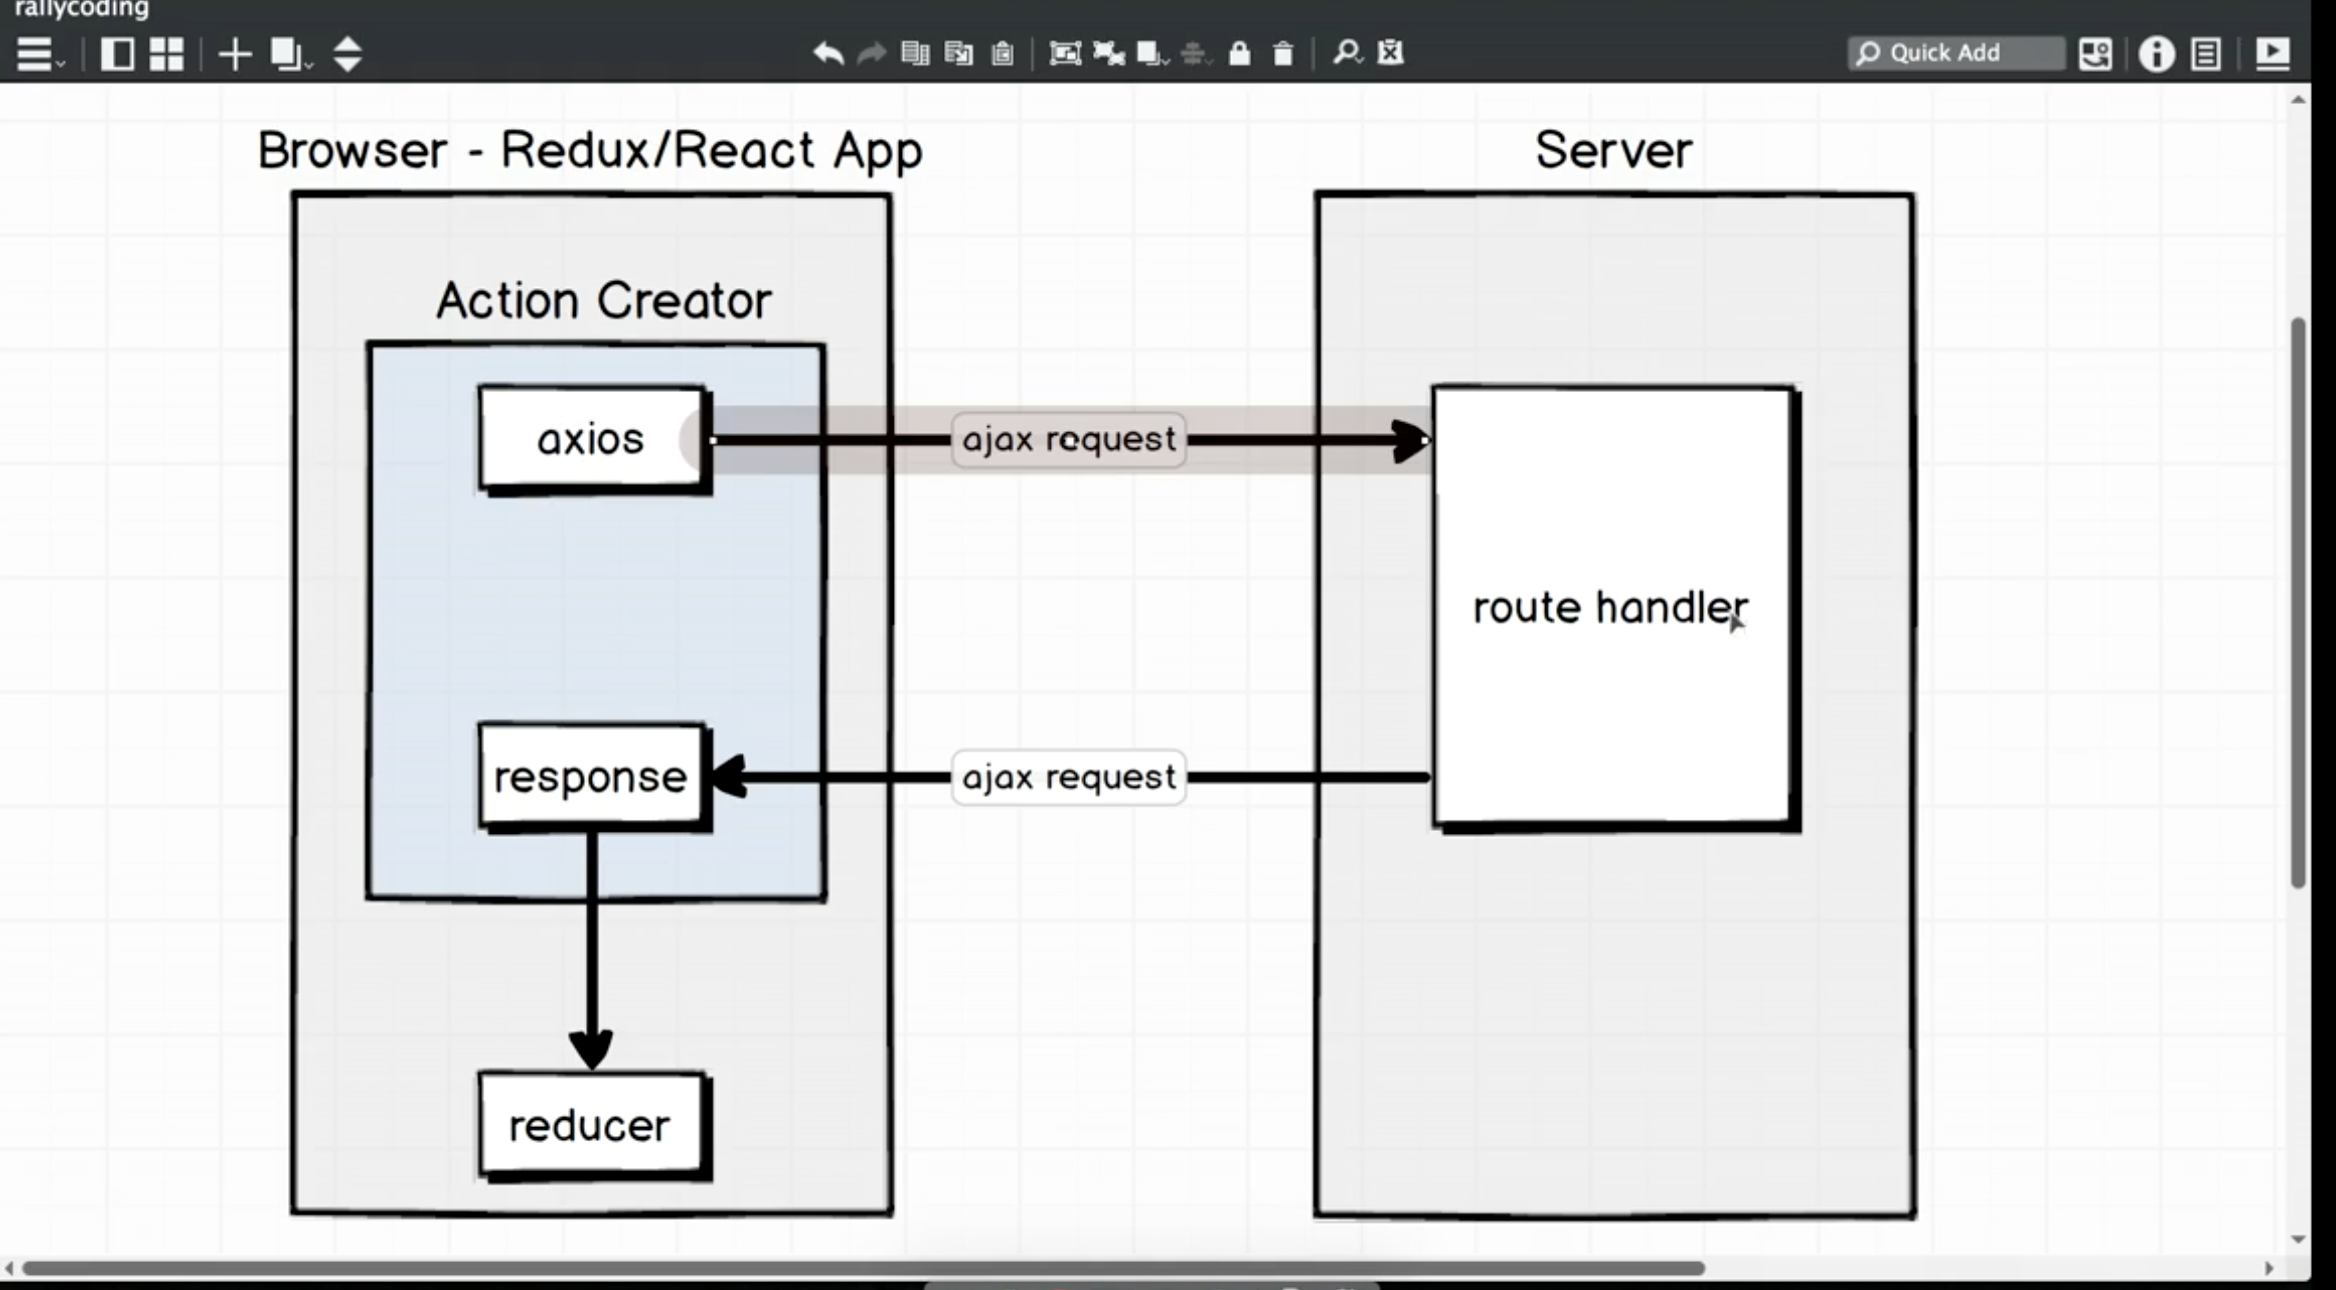 rallycoding
Quick Add
Browser - Redux/React App
Server
Action Creator
axios
ajax request
route handler
response
ajax request
reducer